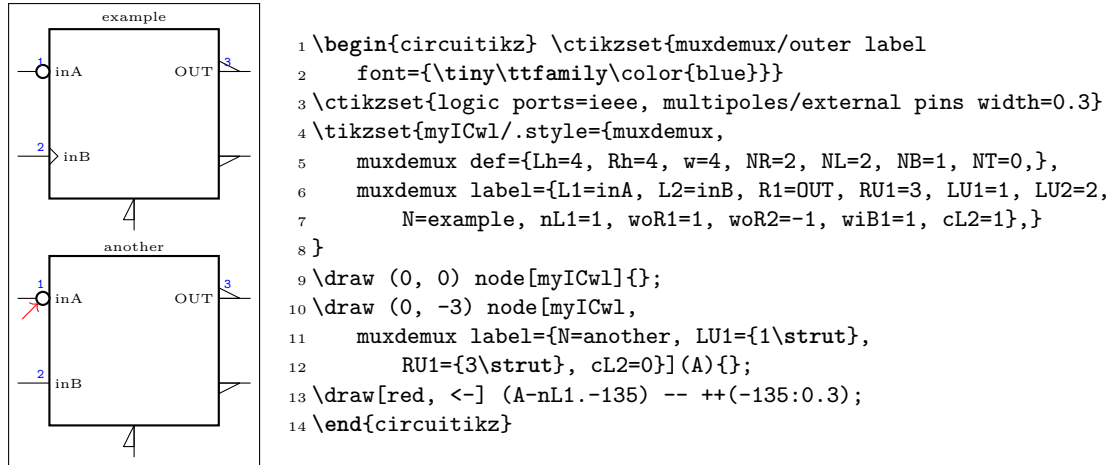 example
1
inA
OUT
3
2
inB
another
1
inA
OUT
3
2
inB
1 \begin{circuitikz} \ctikzset{muxdemux/outer label
2 font={\tiny\ttfamily\color{blue}}}
3 \ctikzset{logic ports=ieee, multipoles/external pins width=0.3}
4 \tikzset{myICwl/.style={muxdemux,
5 muxdemux def={Lh=4, Rh=4, w=4, NR=2, NL=2, NB=1, NT=0,},
6 muxdemux label={L1=inA, L2=inB, R1=OUT, RU1=3, LU1=1, LU2=2,
7 N=example, nL1=1, woR1=1, woR2=-1, wiB1=1, cL2=1},}
8 }
9 \draw (0, 0) node[myICwl]{};
10 \draw (0, -3) node[myICwl,
11 muxdemux label={N=another, LU1={1\strut},
12 RU1={3\strut}, cL2=0}](A){};
13 \draw[red, <-] (A-nL1.-135) -- ++(-135:0.3);
14 \end{circuitikz}